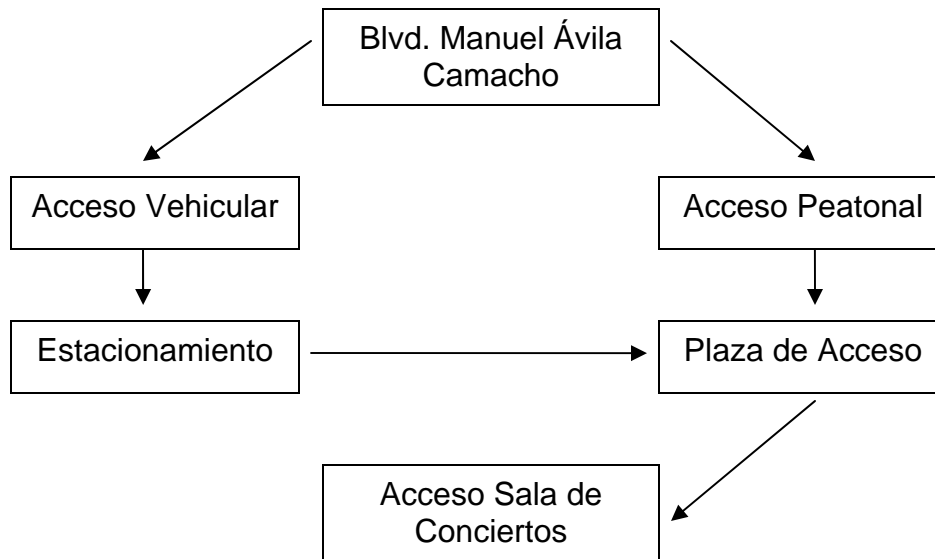 Blvd. Manuel Ávila
Camacho
Acceso Vehicular
Acceso Peatonal
Estacionamiento
Plaza de Acceso
Acceso Sala de
Conciertos